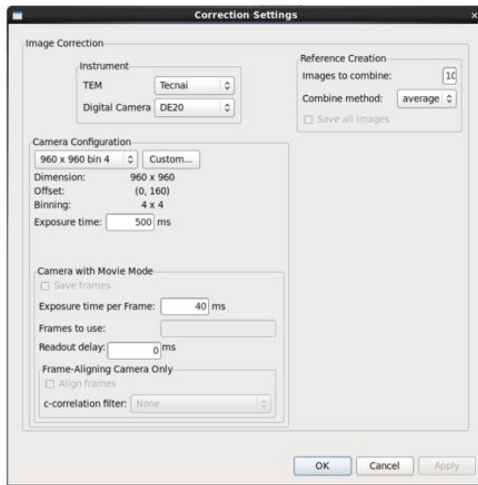 Correction Settings
Image Correction
Instrument
TEM Tecnai
Digital Camera DE20
Reference Creation
Images to combine: 10
Combine method: average
Save all images
Camera Configuration
960 x 960 bin 4 Custom...
Dimension: 960 x 960
Offset: (0, 160)
Binning: 4 x 4
Exposure time: 500 ms
Camera with Movie Mode
Save frames
Exposure time per Frame: 40 ms
Frames to use:
Readout delay: 0 ms
Frame-Aligning Camera Only
Align frames
c-correlation filter: None
OK Cancel Apply